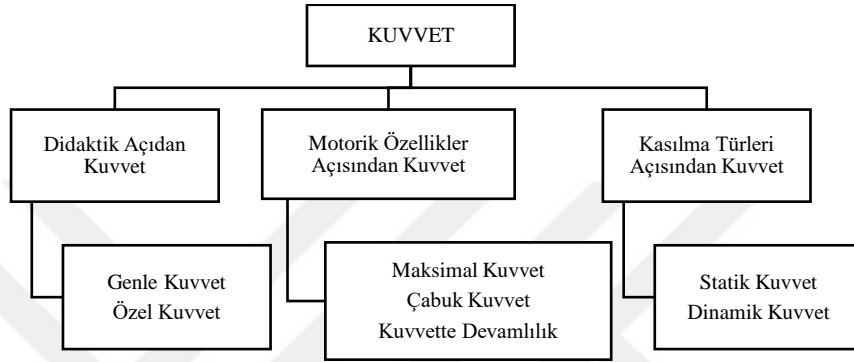 KUVVET
Didaktik Açıdan
Kuvvet
Motorik Özellikler
Açısından Kuvvet
Kasılma Türleri
Açısından Kuvvet
Genle Kuvvet
Özel Kuvvet
Maksimal Kuvvet
Çabuk Kuvvet
Kuvvette Devamlılık
Statik Kuvvet
Dinamik Kuvvet